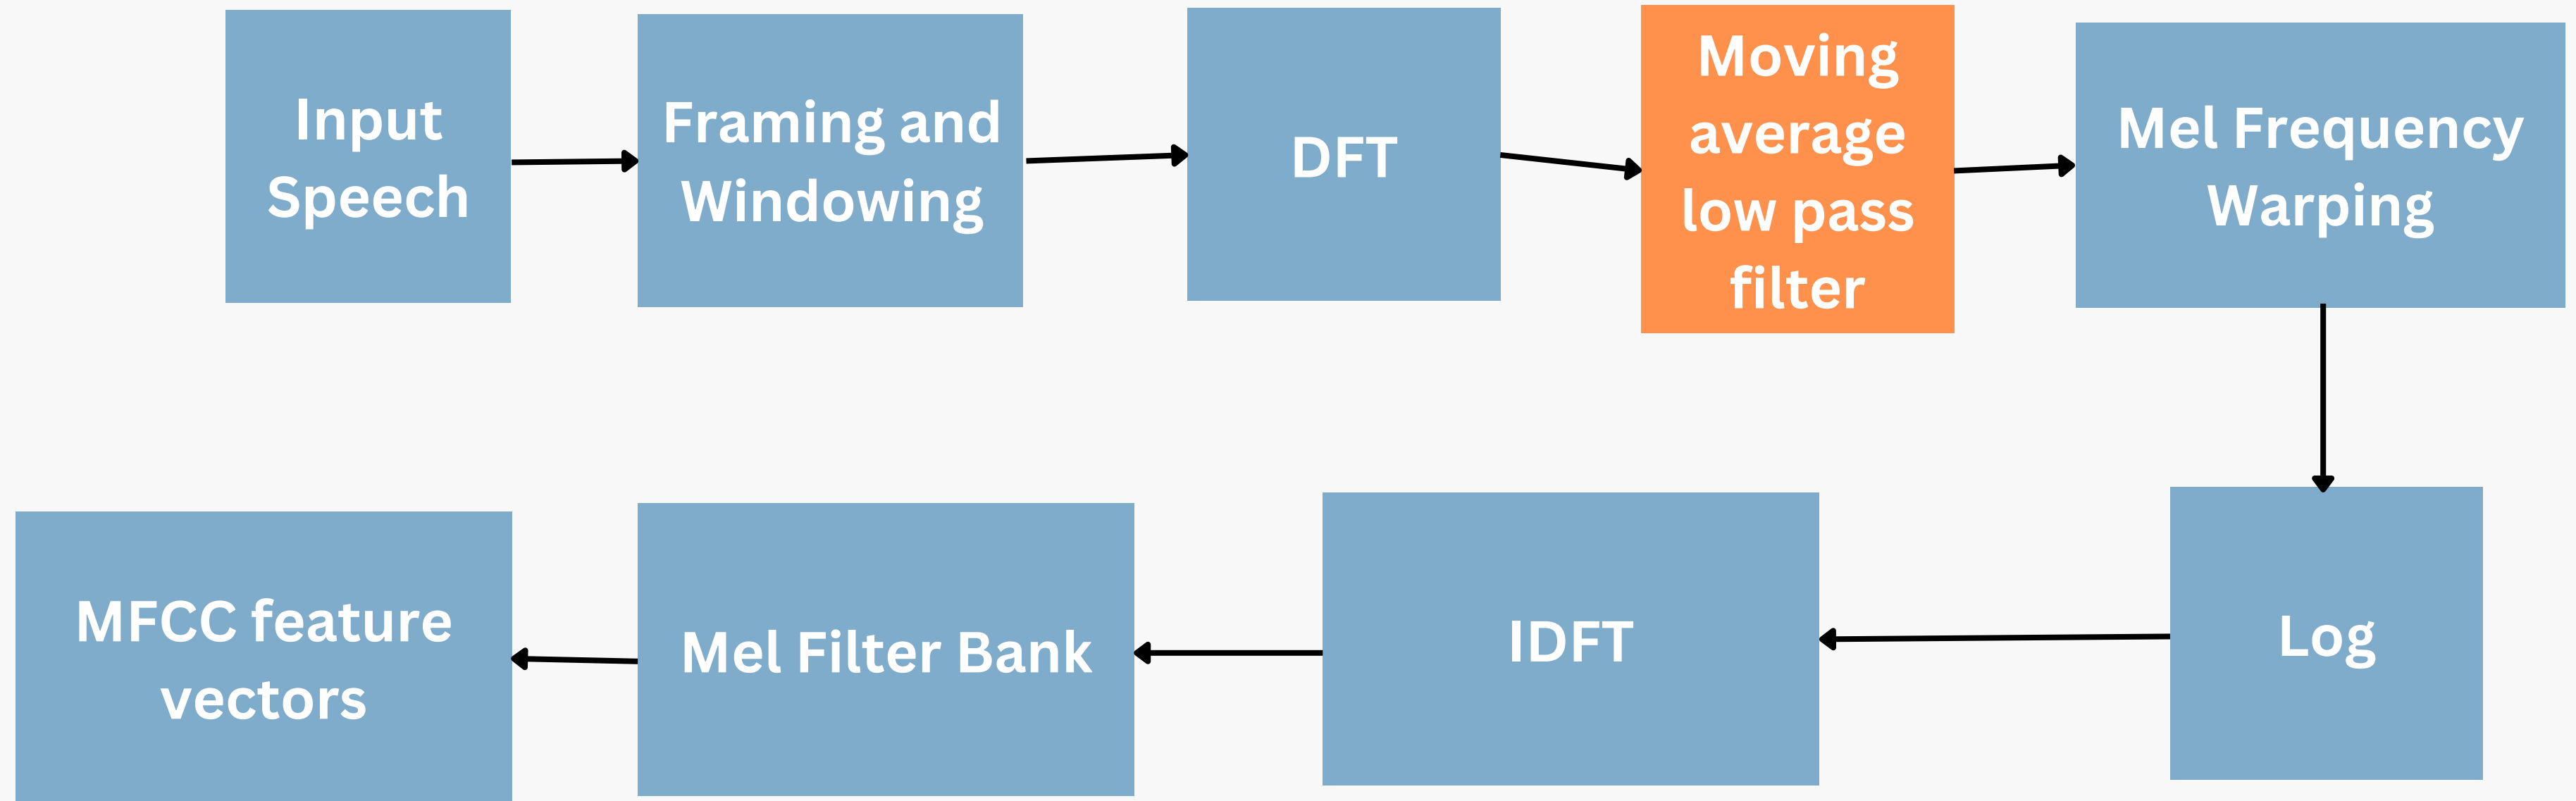 Input
Speech
Framing and
Windowing
DFT
Moving
average
low pass
filter
Mel Frequency
Warping
Log
IDFT
Mel Filter Bank
MFCC feature
vectors